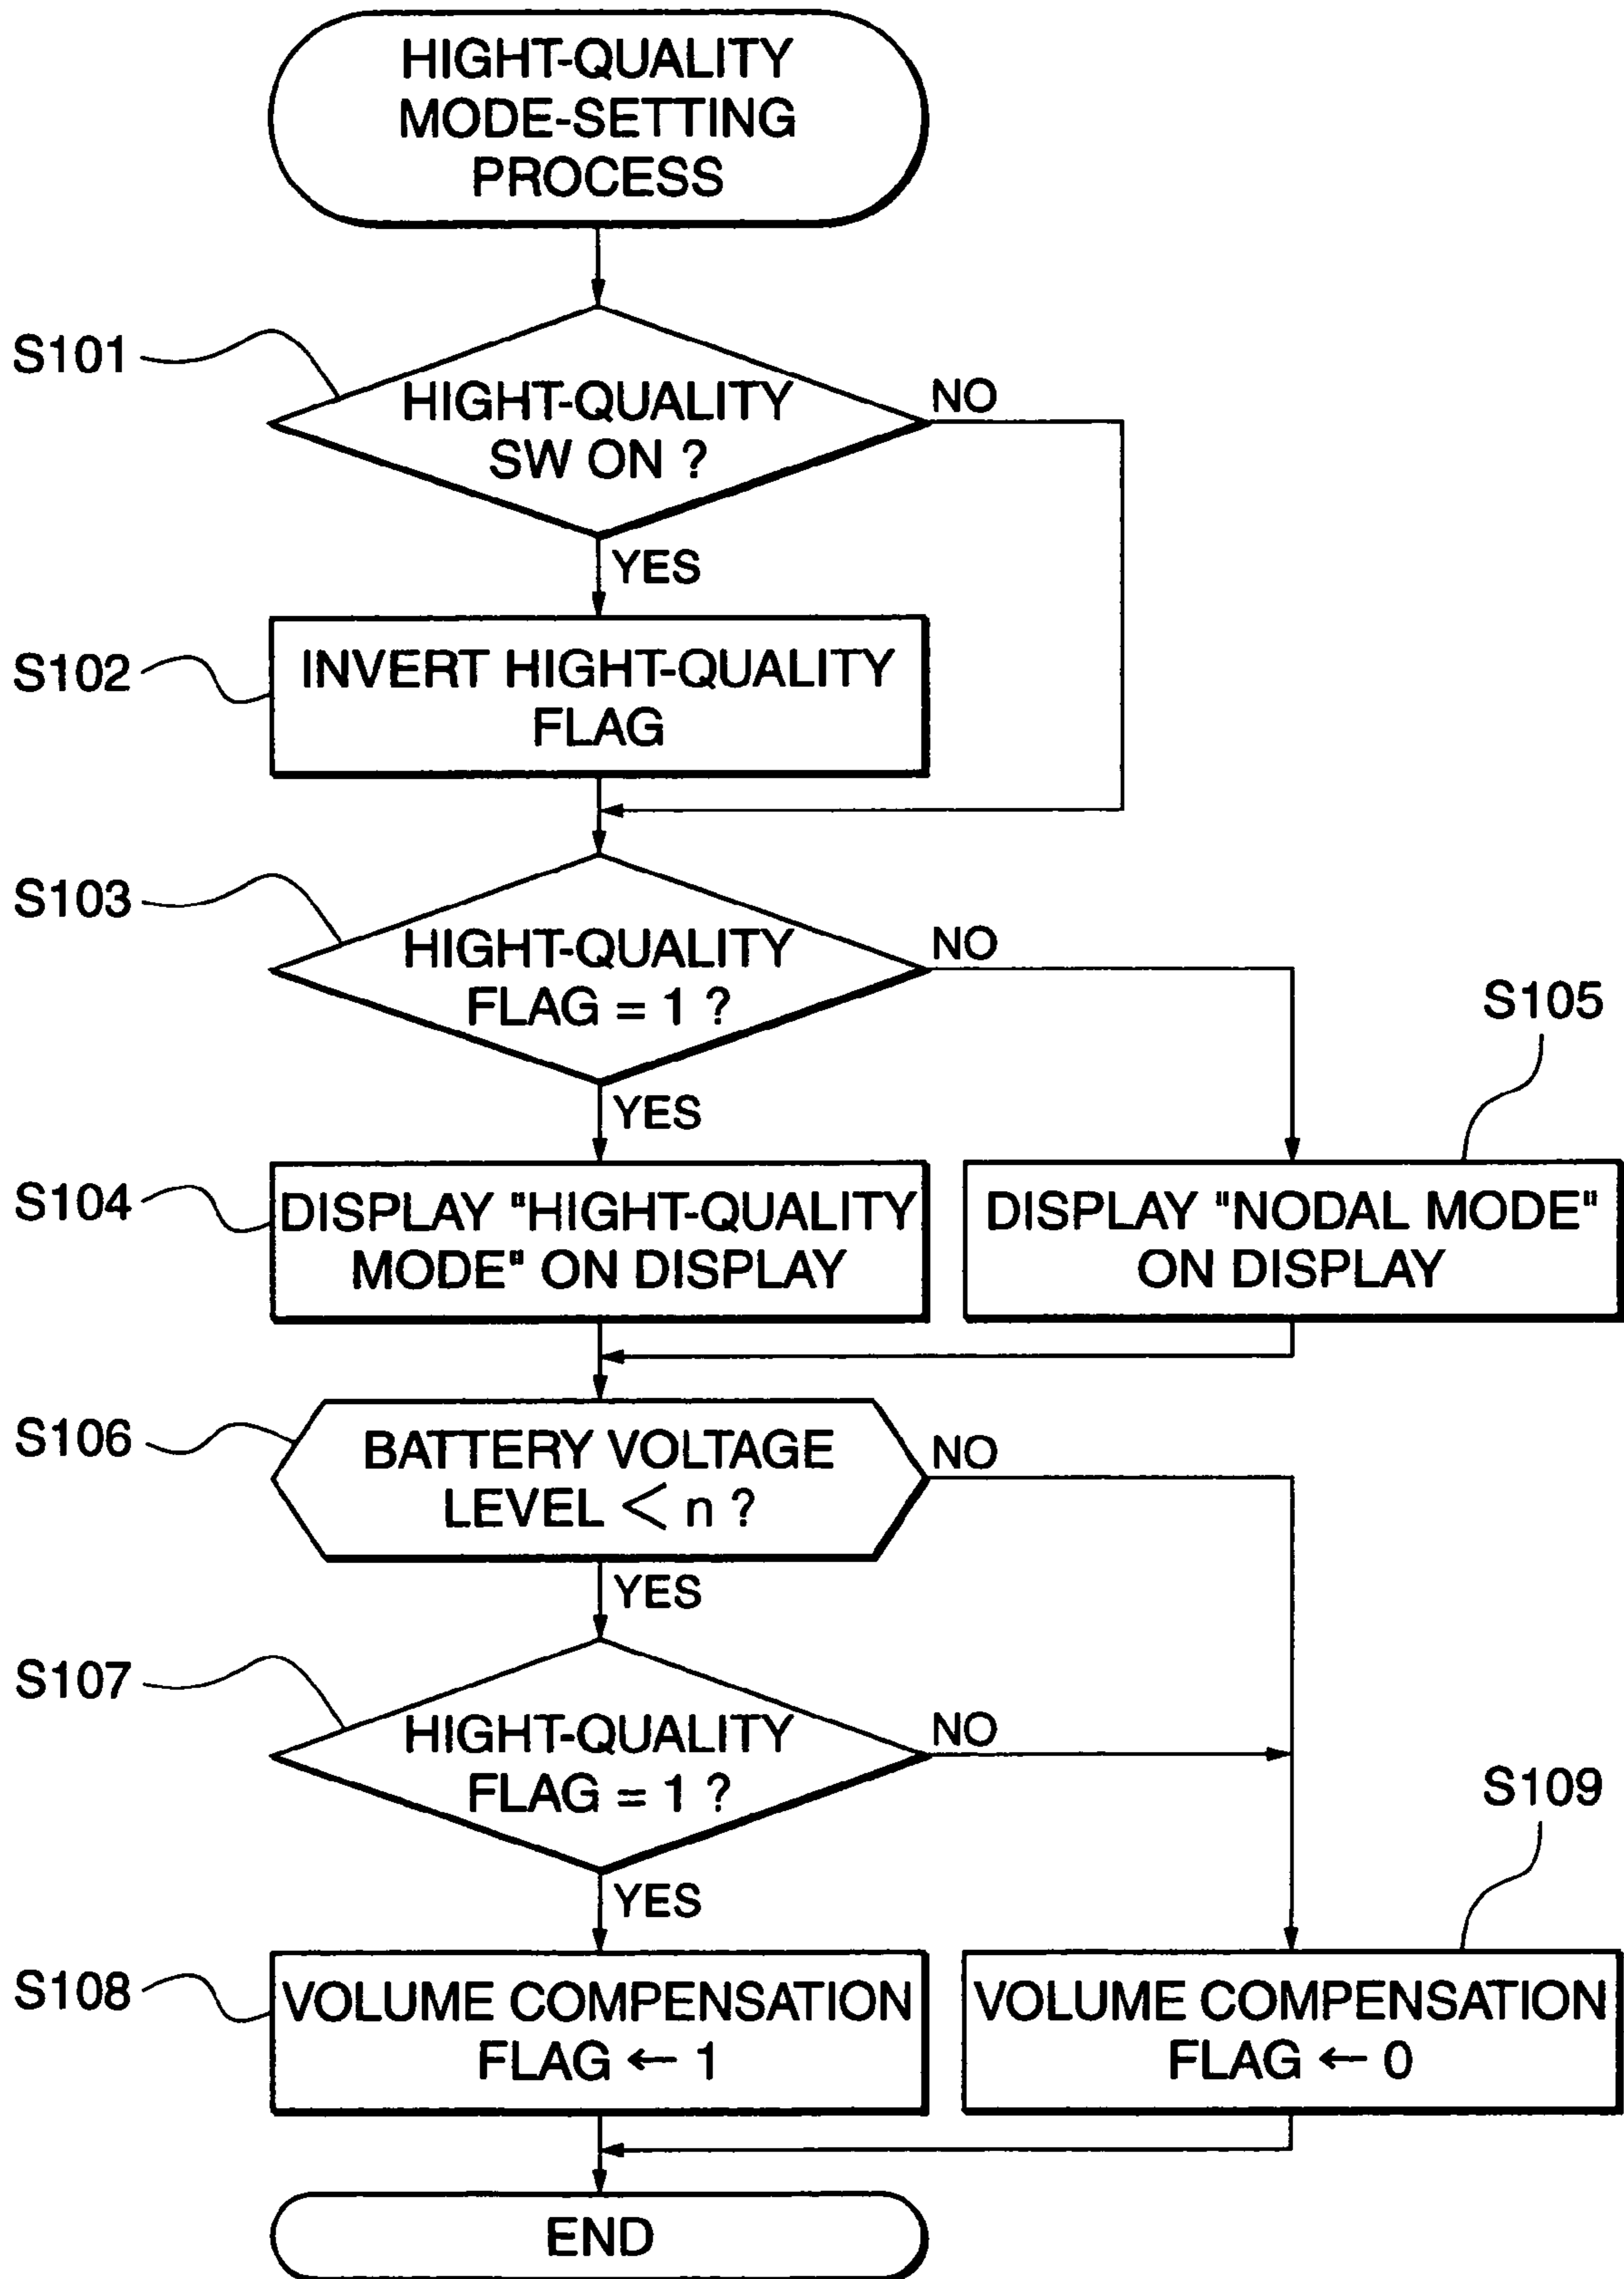 HIGHT-QUALITY
MODE-SETTING
PROCESS
S101
HIGHT-QUALITY
SW ON ?
NO
YES
S102
INVERT HIGHT-QUALITY
FLAG
S103
HIGHT-QUALITY
FLAG = 1 ?
NO
YES
S105
S104
DISPLAY "HIGHT-QUALITY
MODE" ON DISPLAY
DISPLAY "NODAL MODE"
ON DISPLAY
S106
BATTERY VOLTAGE
LEVEL < n ?
NO
YES
S107
HIGHT-QUALITY
FLAG = 1 ?
NO
YES
S109
S108
VOLUME COMPENSATION
FLAG ← 1
VOLUME COMPENSATION
FLAG ← 0
END